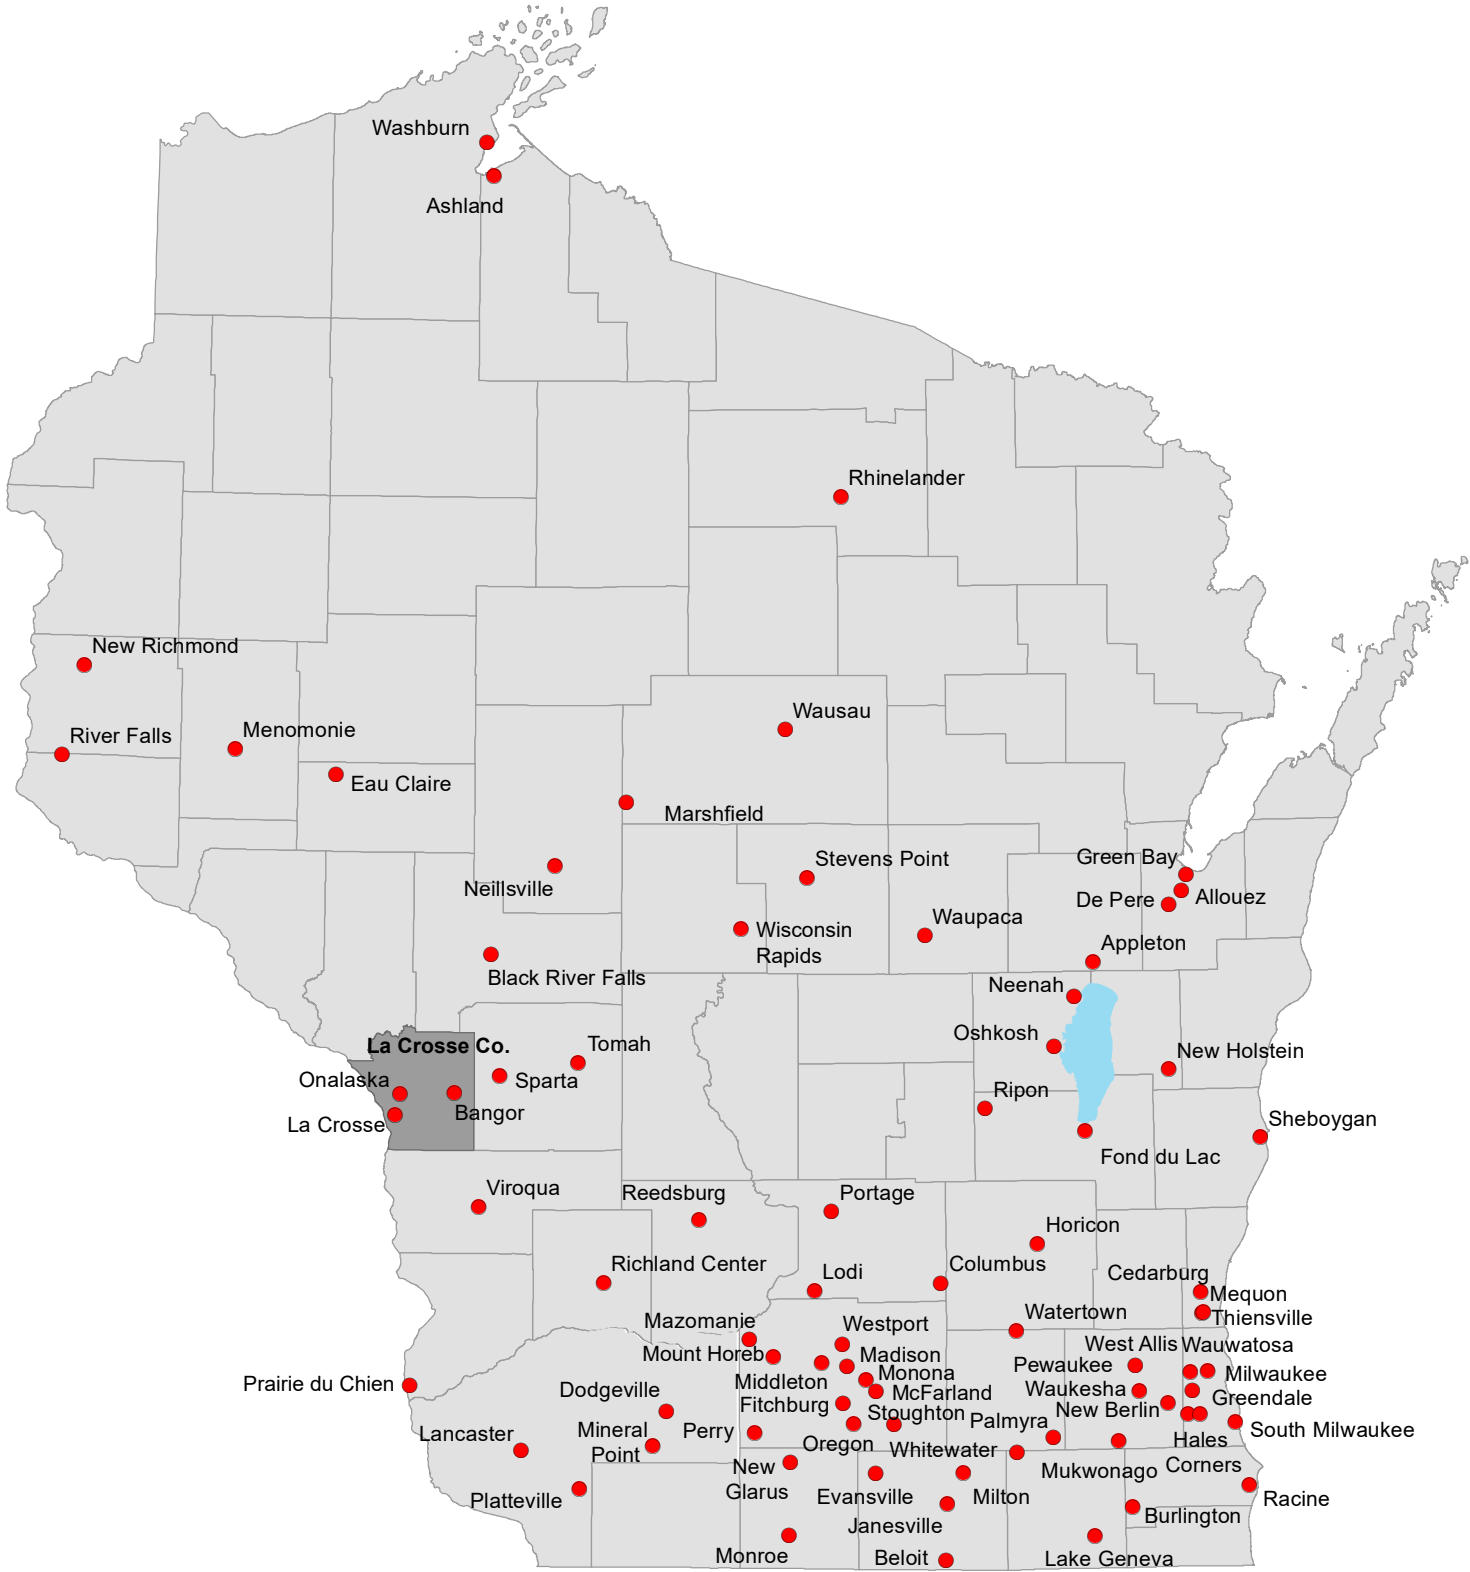 Washburn
Ashland
Rhinelander
New Richmond
River Falls
Menomonie
Eau Claire
Wausau
Marshfield
Neillsville
Stevens Point
Green Bay
De Pere
Allouez
Waupaca
Wisconsin
Rapids
Appleton
Black River Falls
Neenah
Oshkosh
La Crosse Co.
Tomah
New Holstein
Onalaska
Sparta
Ripon
Bangor
La Crosse
Sheboygan
Fond du Lac
Viroqua
Reedsburg
Portage
Horicon
Richland Center
Lodi
Columbus
Cedarburg
Mequon
Thiensville
Watertown
Mazomanie
Westport
West Allis
Wauwatosa
Mount Horeb
Madison
Pewaukee
Milwaukee
Monona
Middleton
Prairie du Chien
Dodgeville
McFarland
Waukesha
Greendale
Fitchburg
Stoughton
New Berlin
Palmyra
Mineral
Point
Perry
South Milwaukee
Lancaster
Oregon
Whitewater
Hales
Corners
New
Glarus
Mukwonago
Platteville
Evansville
Milton
Racine
Janesville
Burlington
Monroe
Beloit
Lake Geneva